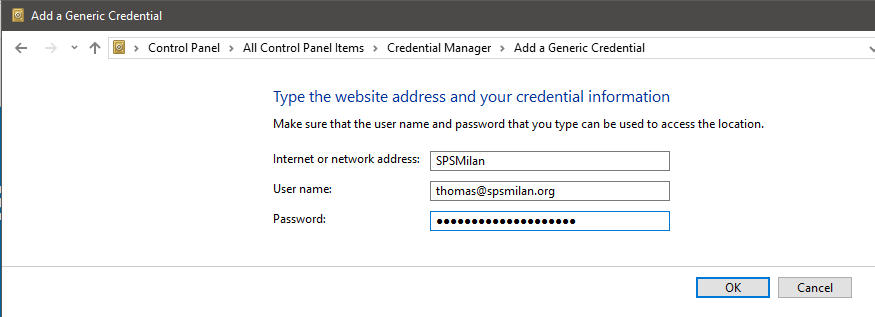 Add a Generic Credential
Control Panel > All Control Panel Items > Credential Manager > Add a Generic Credential
Type the website address and your credential information
Make sure that the user name and password that you type can be used to access the location.
Internet or network address: SPSMilan
User name: thomas@spsmilan.org
Password: ●●●●●●●●●●●●●●●●●●●●
OK Cancel